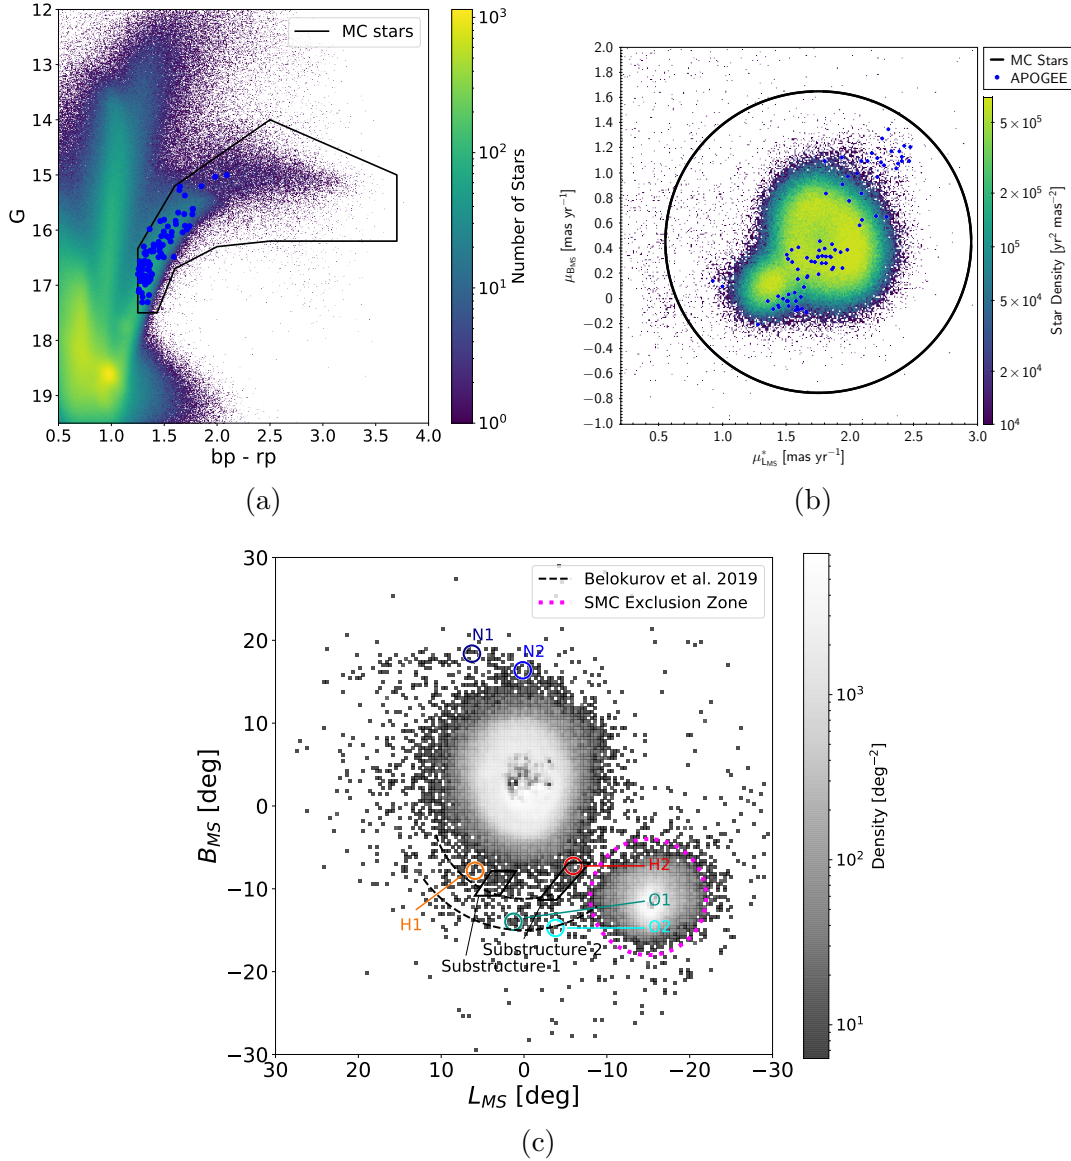 12
13
14
15
16
17
18
19
G
0.5 1.0 1.5 2.0 2.5 3.0 3.5 4.0
bp - rp
MC stars
10³
10²
10¹
10⁰
Number of Stars
(a)
2.0
1.8
1.6
1.4
1.2
1.0
0.8
0.6
0.4
0.2
0
−0.2
−0.4
−0.6
−0.8
−1.0
μ_B_MS [mas yr⁻¹]
0.5 1.0 1.5 2.0 2.5 3.0
μ*_L_MS [mas yr⁻¹]
MC Stars
APOGEE
5×10⁵
2×10⁵
10⁵
5×10⁴
2×10⁴
10⁴
Star Density [yr² mas⁻²]
(b)
30
20
10
0
−10
−20
−30
B_MS [deg]
30 20 10 0 −10 −20 −30
L_MS [deg]
Belokurov et al. 2019
SMC Exclusion Zone
N1
N2
H2
O1
O2
H1
Substructure 2
Substructure 1
10³
10²
10¹
Density [deg⁻²]
(c)